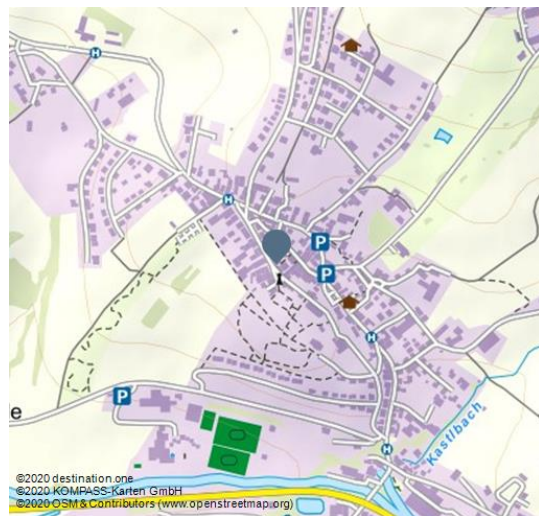 H
H
P
P
H
P
e
Kastlbach
H
©2020 destination.one
©2020 KOMPASS-Karten GmbH
©2020 OSM & Contributors (www.openstreetmap.org)